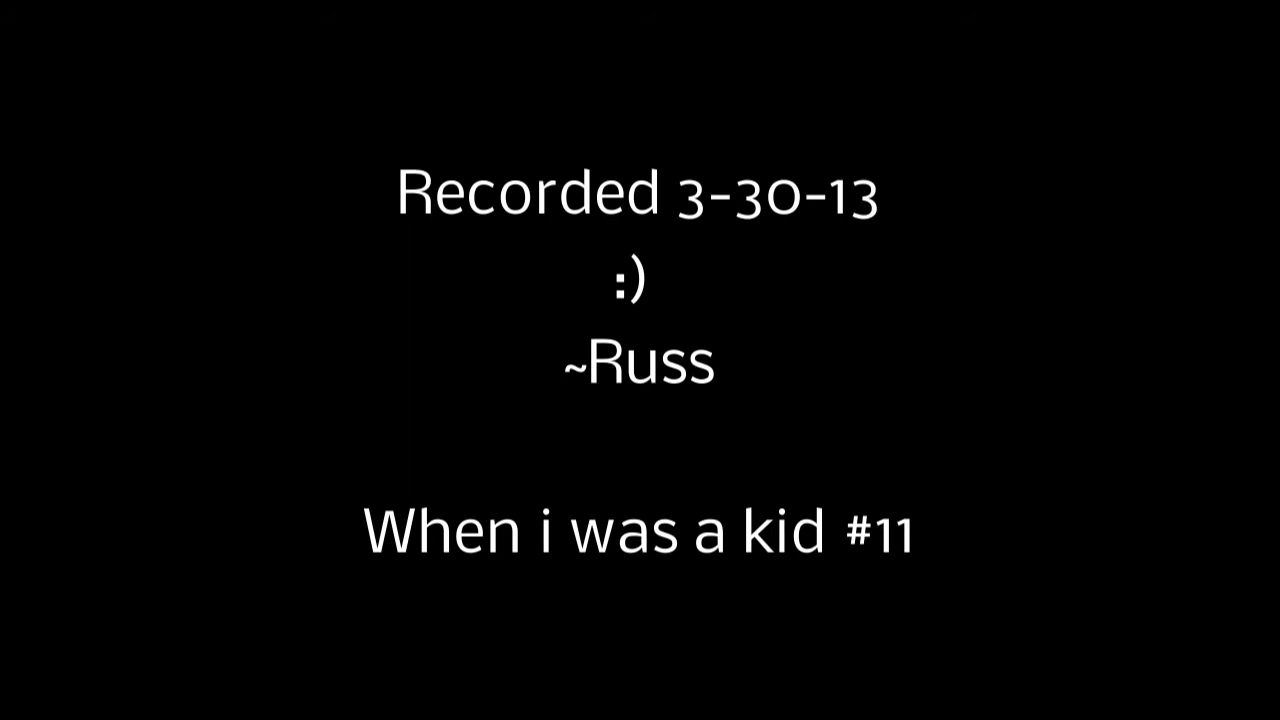 Recorded 3-30-13
:)
~Russ
When i was a kid #11